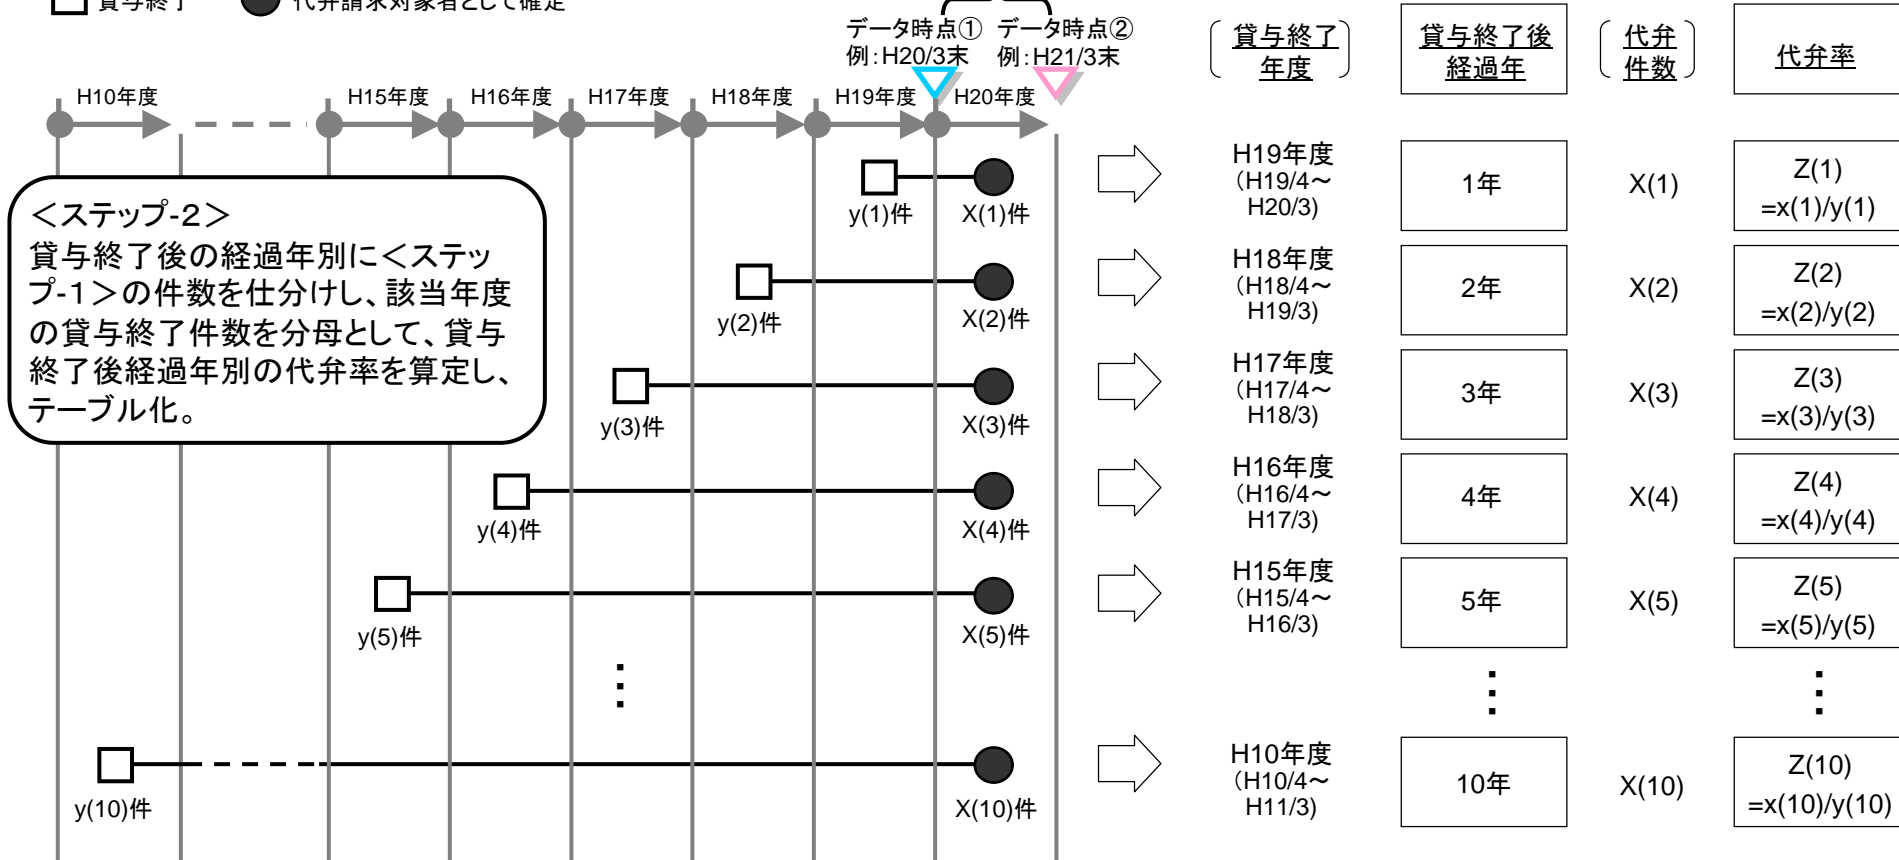 貸与終了
代弁請求対象者として確定
データ時点① データ時点②
例：H20/3末 例：H21/3末
貸与終了
年度
貸与終了後
経過年
代弁
件数
代弁率
H10年度 H15年度 H16年度 H17年度 H18年度 H19年度 H20年度
＜ステップ-2＞
貸与終了後の経過年別に＜ステッ
プ-1＞の件数を仕分けし、該当年度
の貸与終了件数を分母として、貸与
終了後経過年別の代弁率を算定し、
テーブル化。
y(1)件 X(1)件
H19年度
（H19/4～
H20/3)
1年
X(1)
Z(1)
=x(1)/y(1)
y(2)件 X(2)件
H18年度
（H18/4～
H19/3)
2年
X(2)
Z(2)
=x(2)/y(2)
y(3)件 X(3)件
H17年度
（H17/4～
H18/3)
3年
X(3)
Z(3)
=x(3)/y(3)
y(4)件 X(4)件
H16年度
（H16/4～
H17/3)
4年
X(4)
Z(4)
=x(4)/y(4)
y(5)件 X(5)件
H15年度
（H15/4～
H16/3)
5年
X(5)
Z(5)
=x(5)/y(5)
y(10)件 X(10)件
H10年度
（H10/4～
H11/3)
10年
X(10)
Z(10)
=x(10)/y(10)